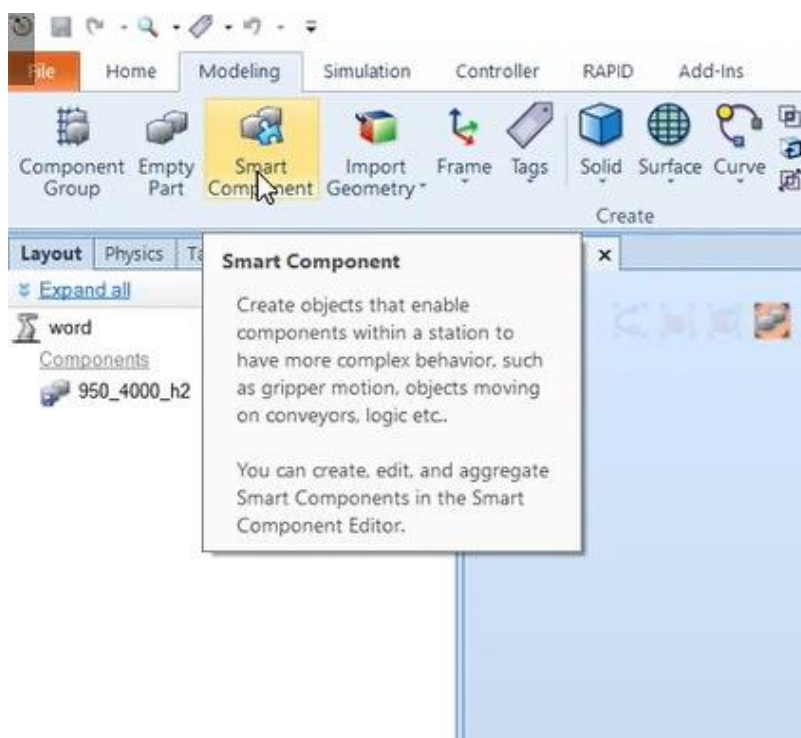 File Home Modeling Simulation Controller RAPID Add-Ins
Component Empty Smart Import Frame Tags Solid Surface Curve
Group Part Component Geometry
Create
Layout Physics
Smart Component
Expand all
Create objects that enable
word
components within a station to
Components
have more complex behavior, such
950_4000_h2
as gripper motion, objects moving
on conveyors, logic etc..
You can create, edit, and aggregate
Smart Components in the Smart
Component Editor.